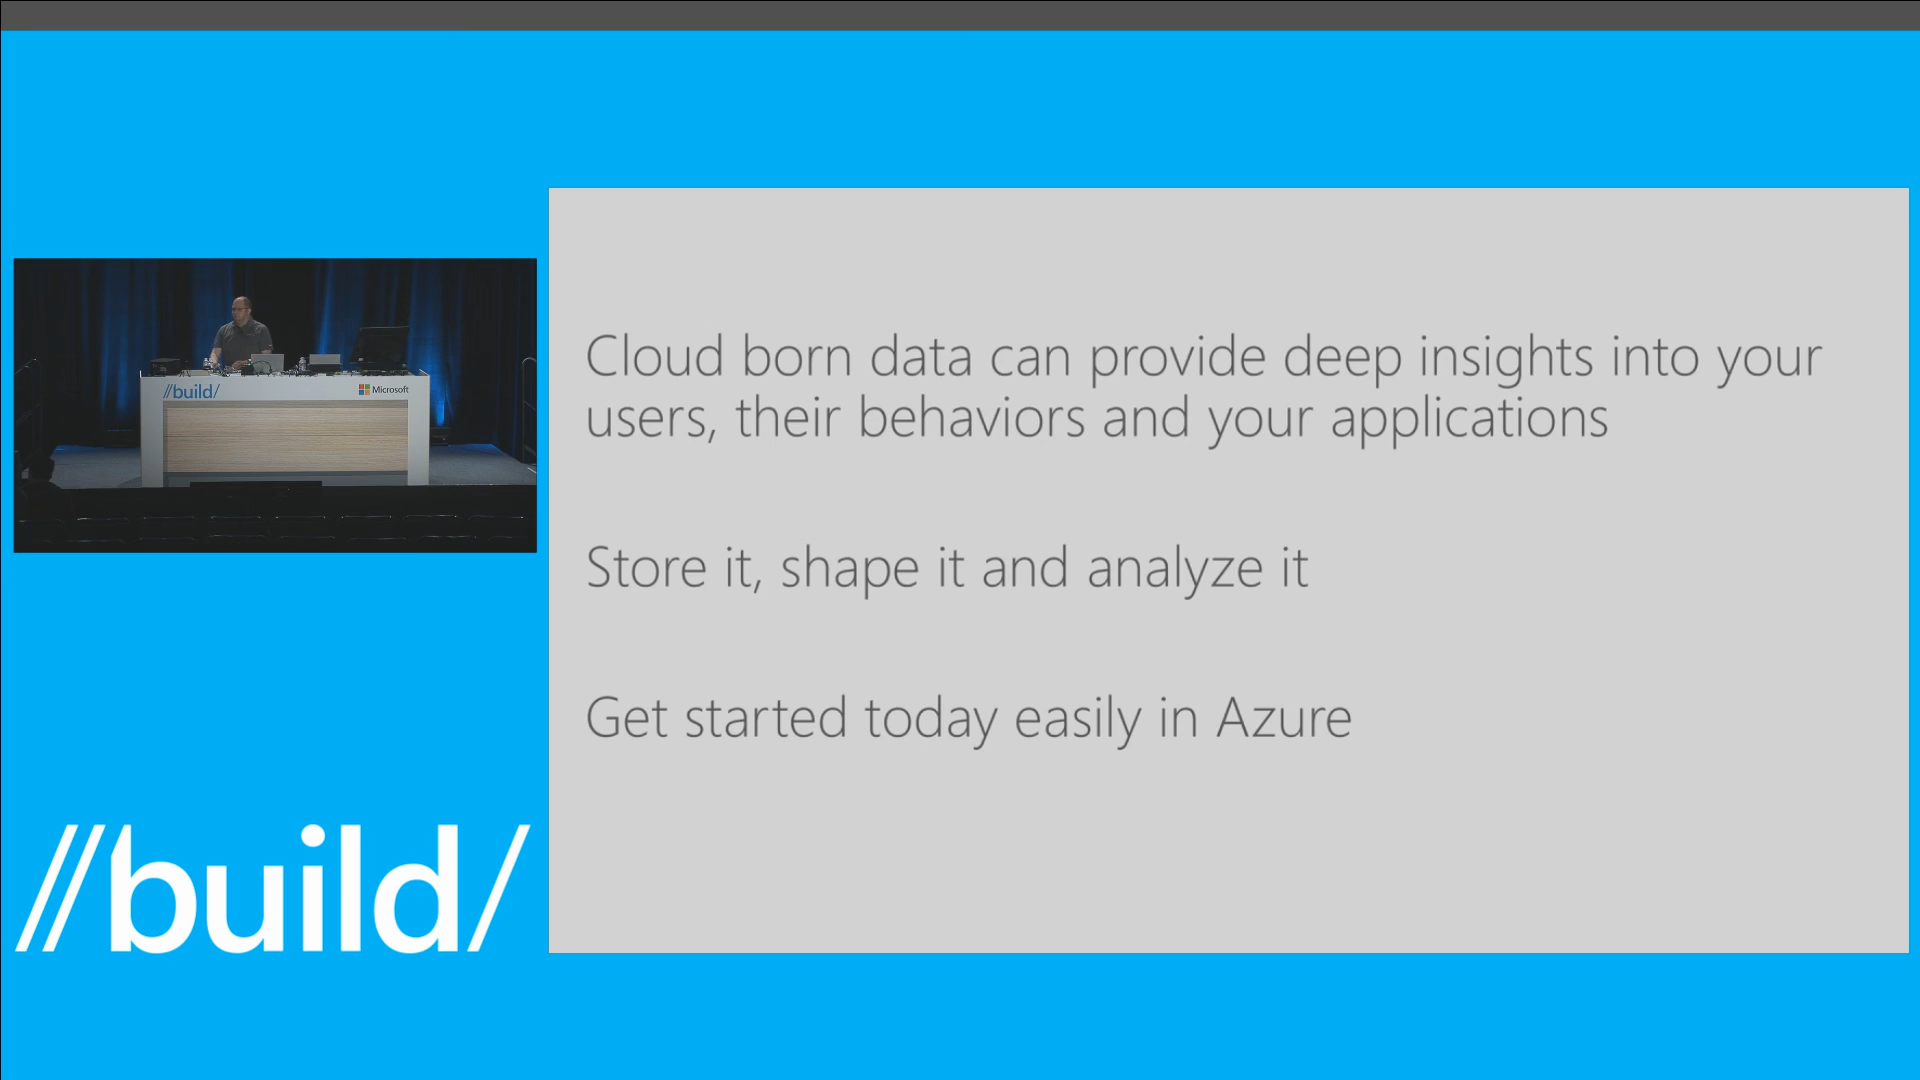 //build/
Microsoft
Cloud born data can provide deep insights into your
users, their behaviors and your applications
Store it, shape it and analyze it
Get started today easily in Azure
//build/